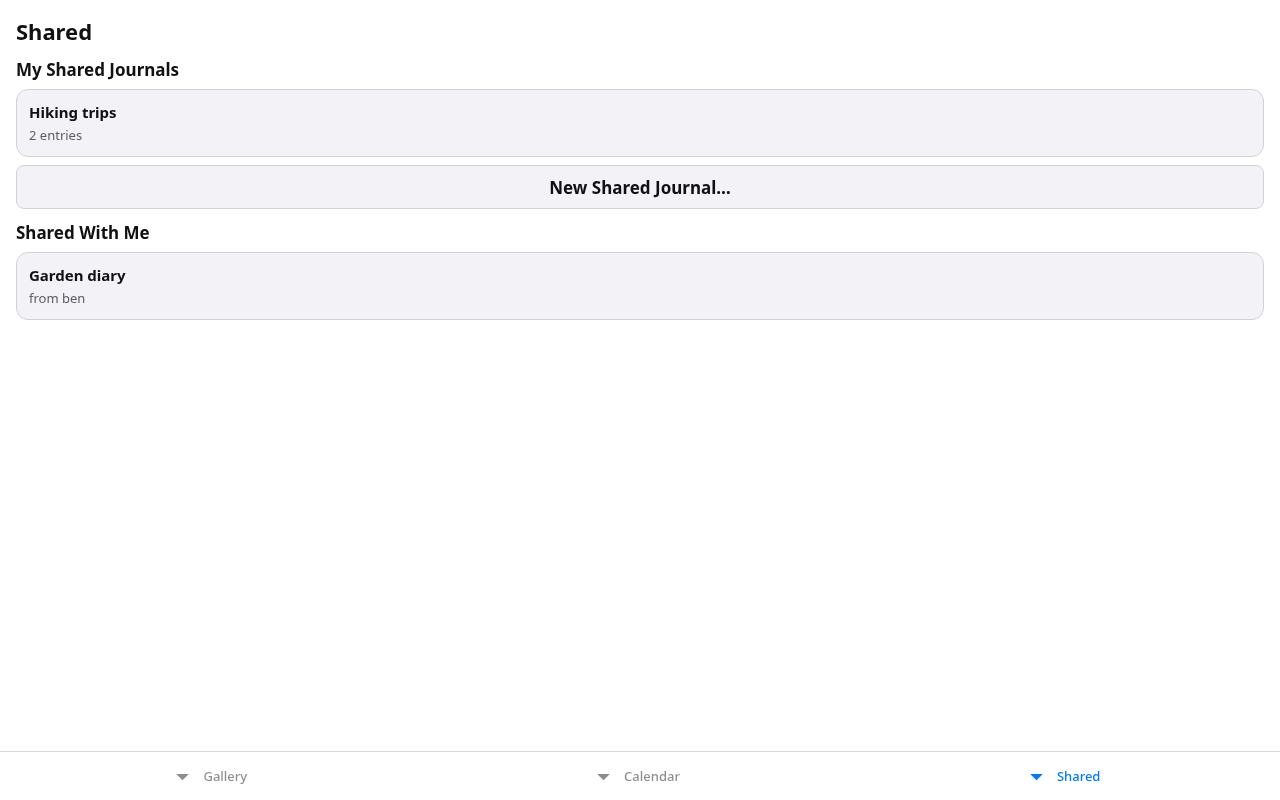 Shared
My Shared Journals
Hiking trips
2 entries
New Shared Journal...
Shared With Me
Garden diary
from ben
Gallery
Calendar
Shared